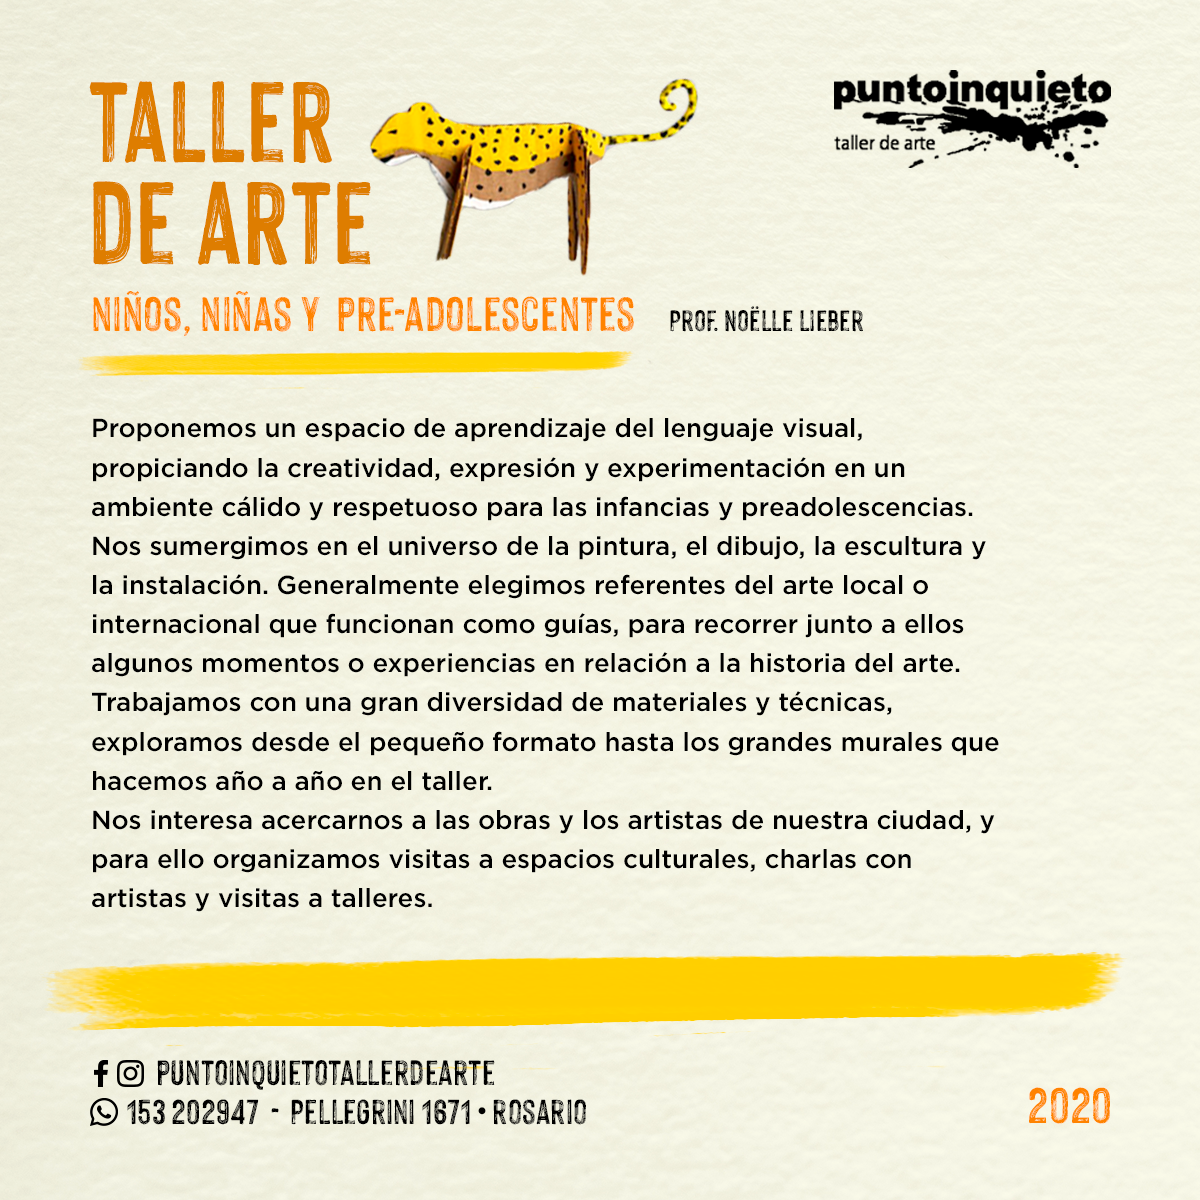 TALLER
DE ARTE
puntoinquieto
taller de arte
NIÑOS, NIÑAS Y PRE-ADOLESCENTES
PROF. NOËLLE LIEBER
Proponemos un espacio de aprendizaje del lenguaje visual,
propiciando la creatividad, expresión y experimentación en un
ambiente cálido y respetuoso para las infancias y preadolescencias.
Nos sumergimos en el universo de la pintura, el dibujo, la escultura y
la instalación. Generalmente elegimos referentes del arte local o
internacional que funcionan como guías, para recorrer junto a ellos
algunos momentos o experiencias en relación a la historia del arte.
Trabajamos con una gran diversidad de materiales y técnicas,
exploramos desde el pequeño formato hasta los grandes murales que
hacemos año a año en el taller.
Nos interesa acercarnos a las obras y los artistas de nuestra ciudad, y
para ello organizamos visitas a espacios culturales, charlas con
artistas y visitas a talleres.
PUNTOINQUIETOTALLERDEARTE
153 202947 - PELLEGRINI 1671 • ROSARIO
2020